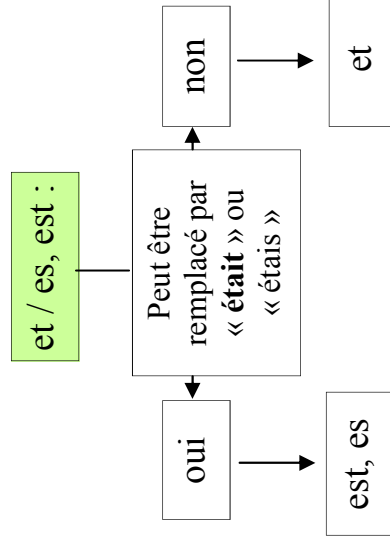 et / es, est :
Peut être
remplacé par
« était » ou
« étais »
oui
non
est, es
et